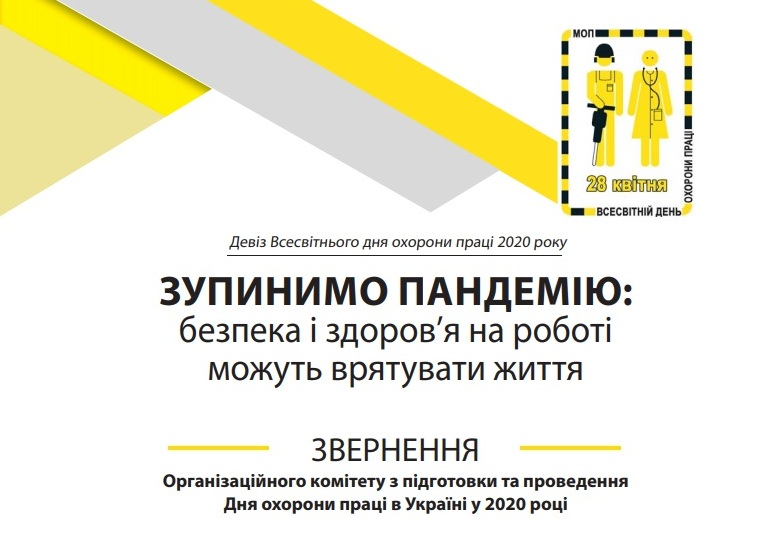 МОП
28 квітня
ВСЕСВІТНІЙ ДЕНЬ
ОХОРОНИ ПРАЦІ
Девіз Всесвітнього дня охорони праці 2020 року
ЗУПИНИМО ПАНДЕМІЮ:
безпека і здоров’я на роботі
можуть врятувати життя
ЗВЕРНЕННЯ
Організаційного комітету з підготовки та проведення
Дня охорони праці в Україні у 2020 році